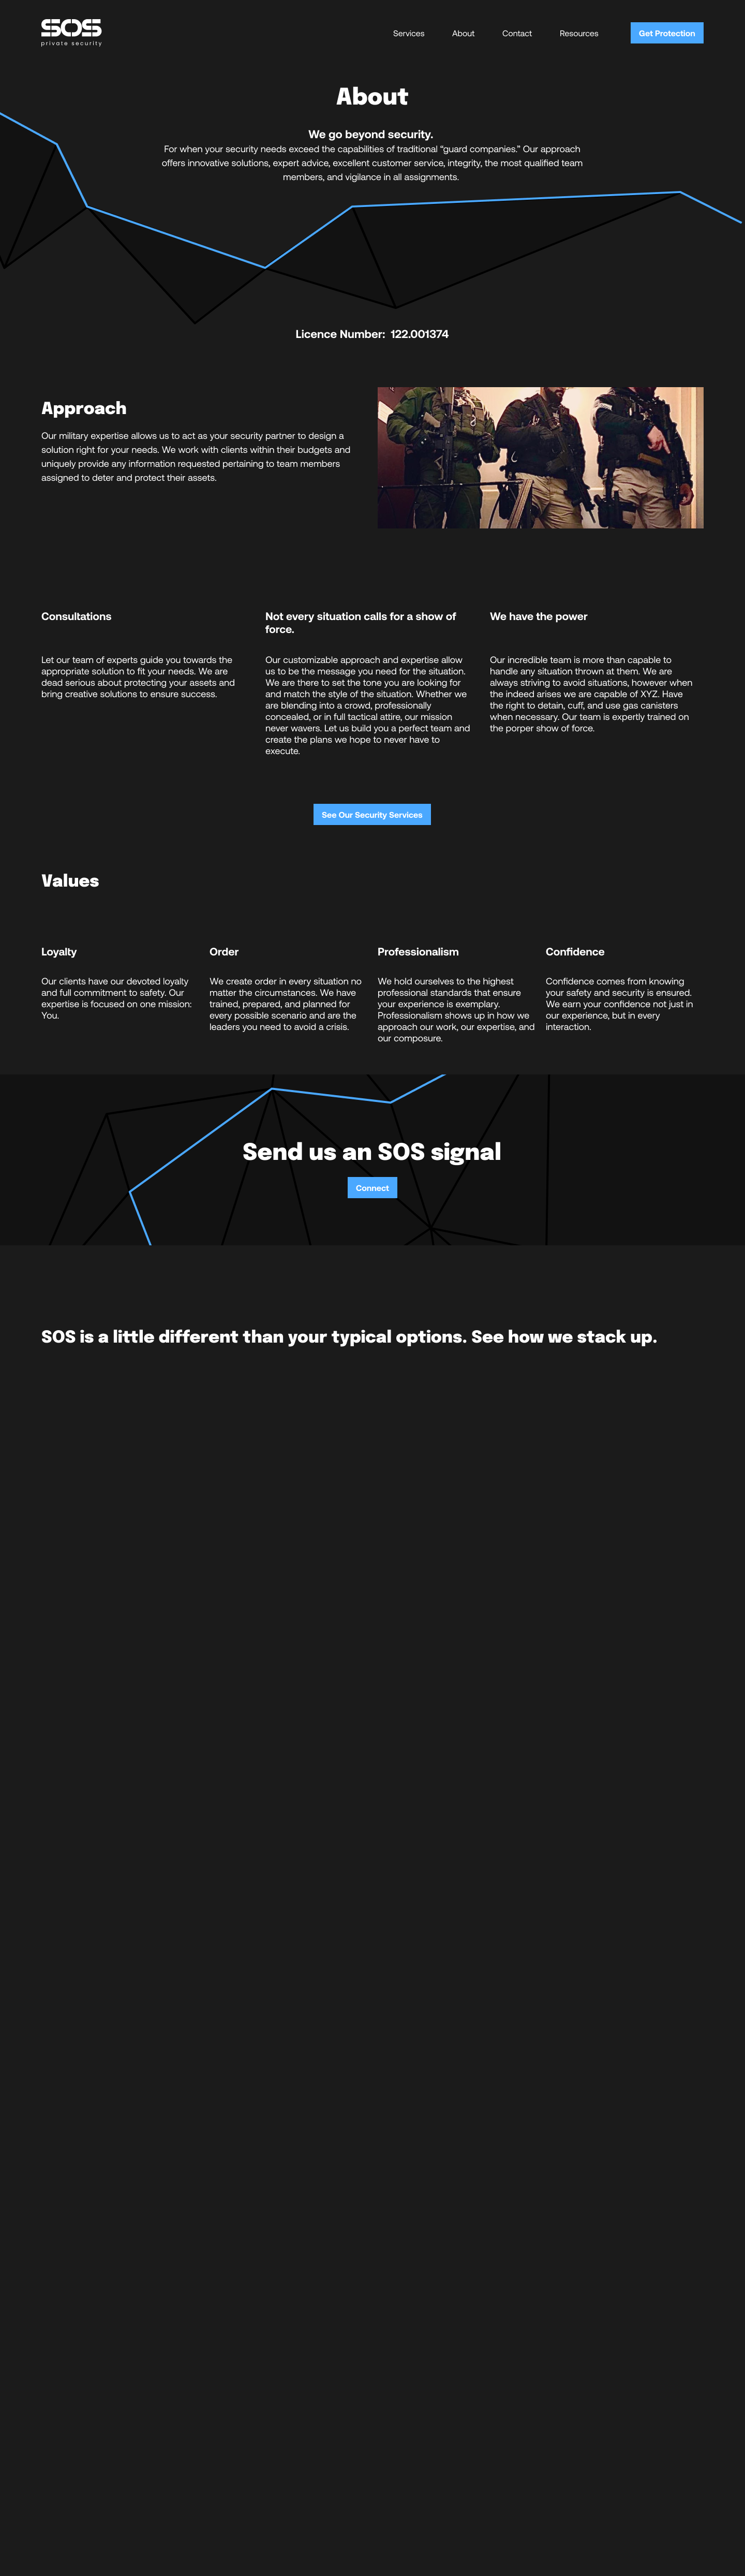 SOS
private security
Services About Contact Resources Get Protection
About
We go beyond security.
For when your security needs exceed the capabilities of traditional “guard companies.” Our approach
offers innovative solutions, expert advice, excellent customer service, integrity, the most qualified team
members, and vigilance in all assignments.
Licence Number: 122.001374
Approach
Our military expertise allows us to act as your security partner to design a
solution right for your needs. We work with clients within their budgets and
uniquely provide any information requested pertaining to team members
assigned to deter and protect their assets.
Consultations
Let our team of experts guide you towards the
appropriate solution to fit your needs. We are
dead serious about protecting your assets and
bring creative solutions to ensure success.
Not every situation calls for a show of
force.
Our customizable approach and expertise allow
us to be the message you need for the situation.
We are there to set the tone you are looking for
and match the style of the situation. Whether we
are blending into a crowd, professionally
concealed, or in full tactical attire, our mission
never wavers. Let us build you a perfect team and
create the plans we hope to never have to
execute.
We have the power
Our incredible team is more than capable to
handle any situation thrown at them. We are
always striving to avoid situations, however when
the indeed arises we are capable of XYZ. Have
the right to detain, cuff, and use gas canisters
when necessary. Our team is expertly trained on
the porper show of force.
See Our Security Services
Values
Loyalty
Our clients have our devoted loyalty
and full commitment to safety. Our
expertise is focused on one mission:
You.
Order
We create order in every situation no
matter the circumstances. We have
trained, prepared, and planned for
every possible scenario and are the
leaders you need to avoid a crisis.
Professionalism
We hold ourselves to the highest
professional standards that ensure
your experience is exemplary.
Professionalism shows up in how we
approach our work, our expertise, and
our composure.
Confidence
Confidence comes from knowing
your safety and security is ensured.
We earn your confidence not just in
our experience, but in every
interaction.
Send us an SOS signal
Connect
SOS is a little different than your typical options. See how we stack up.